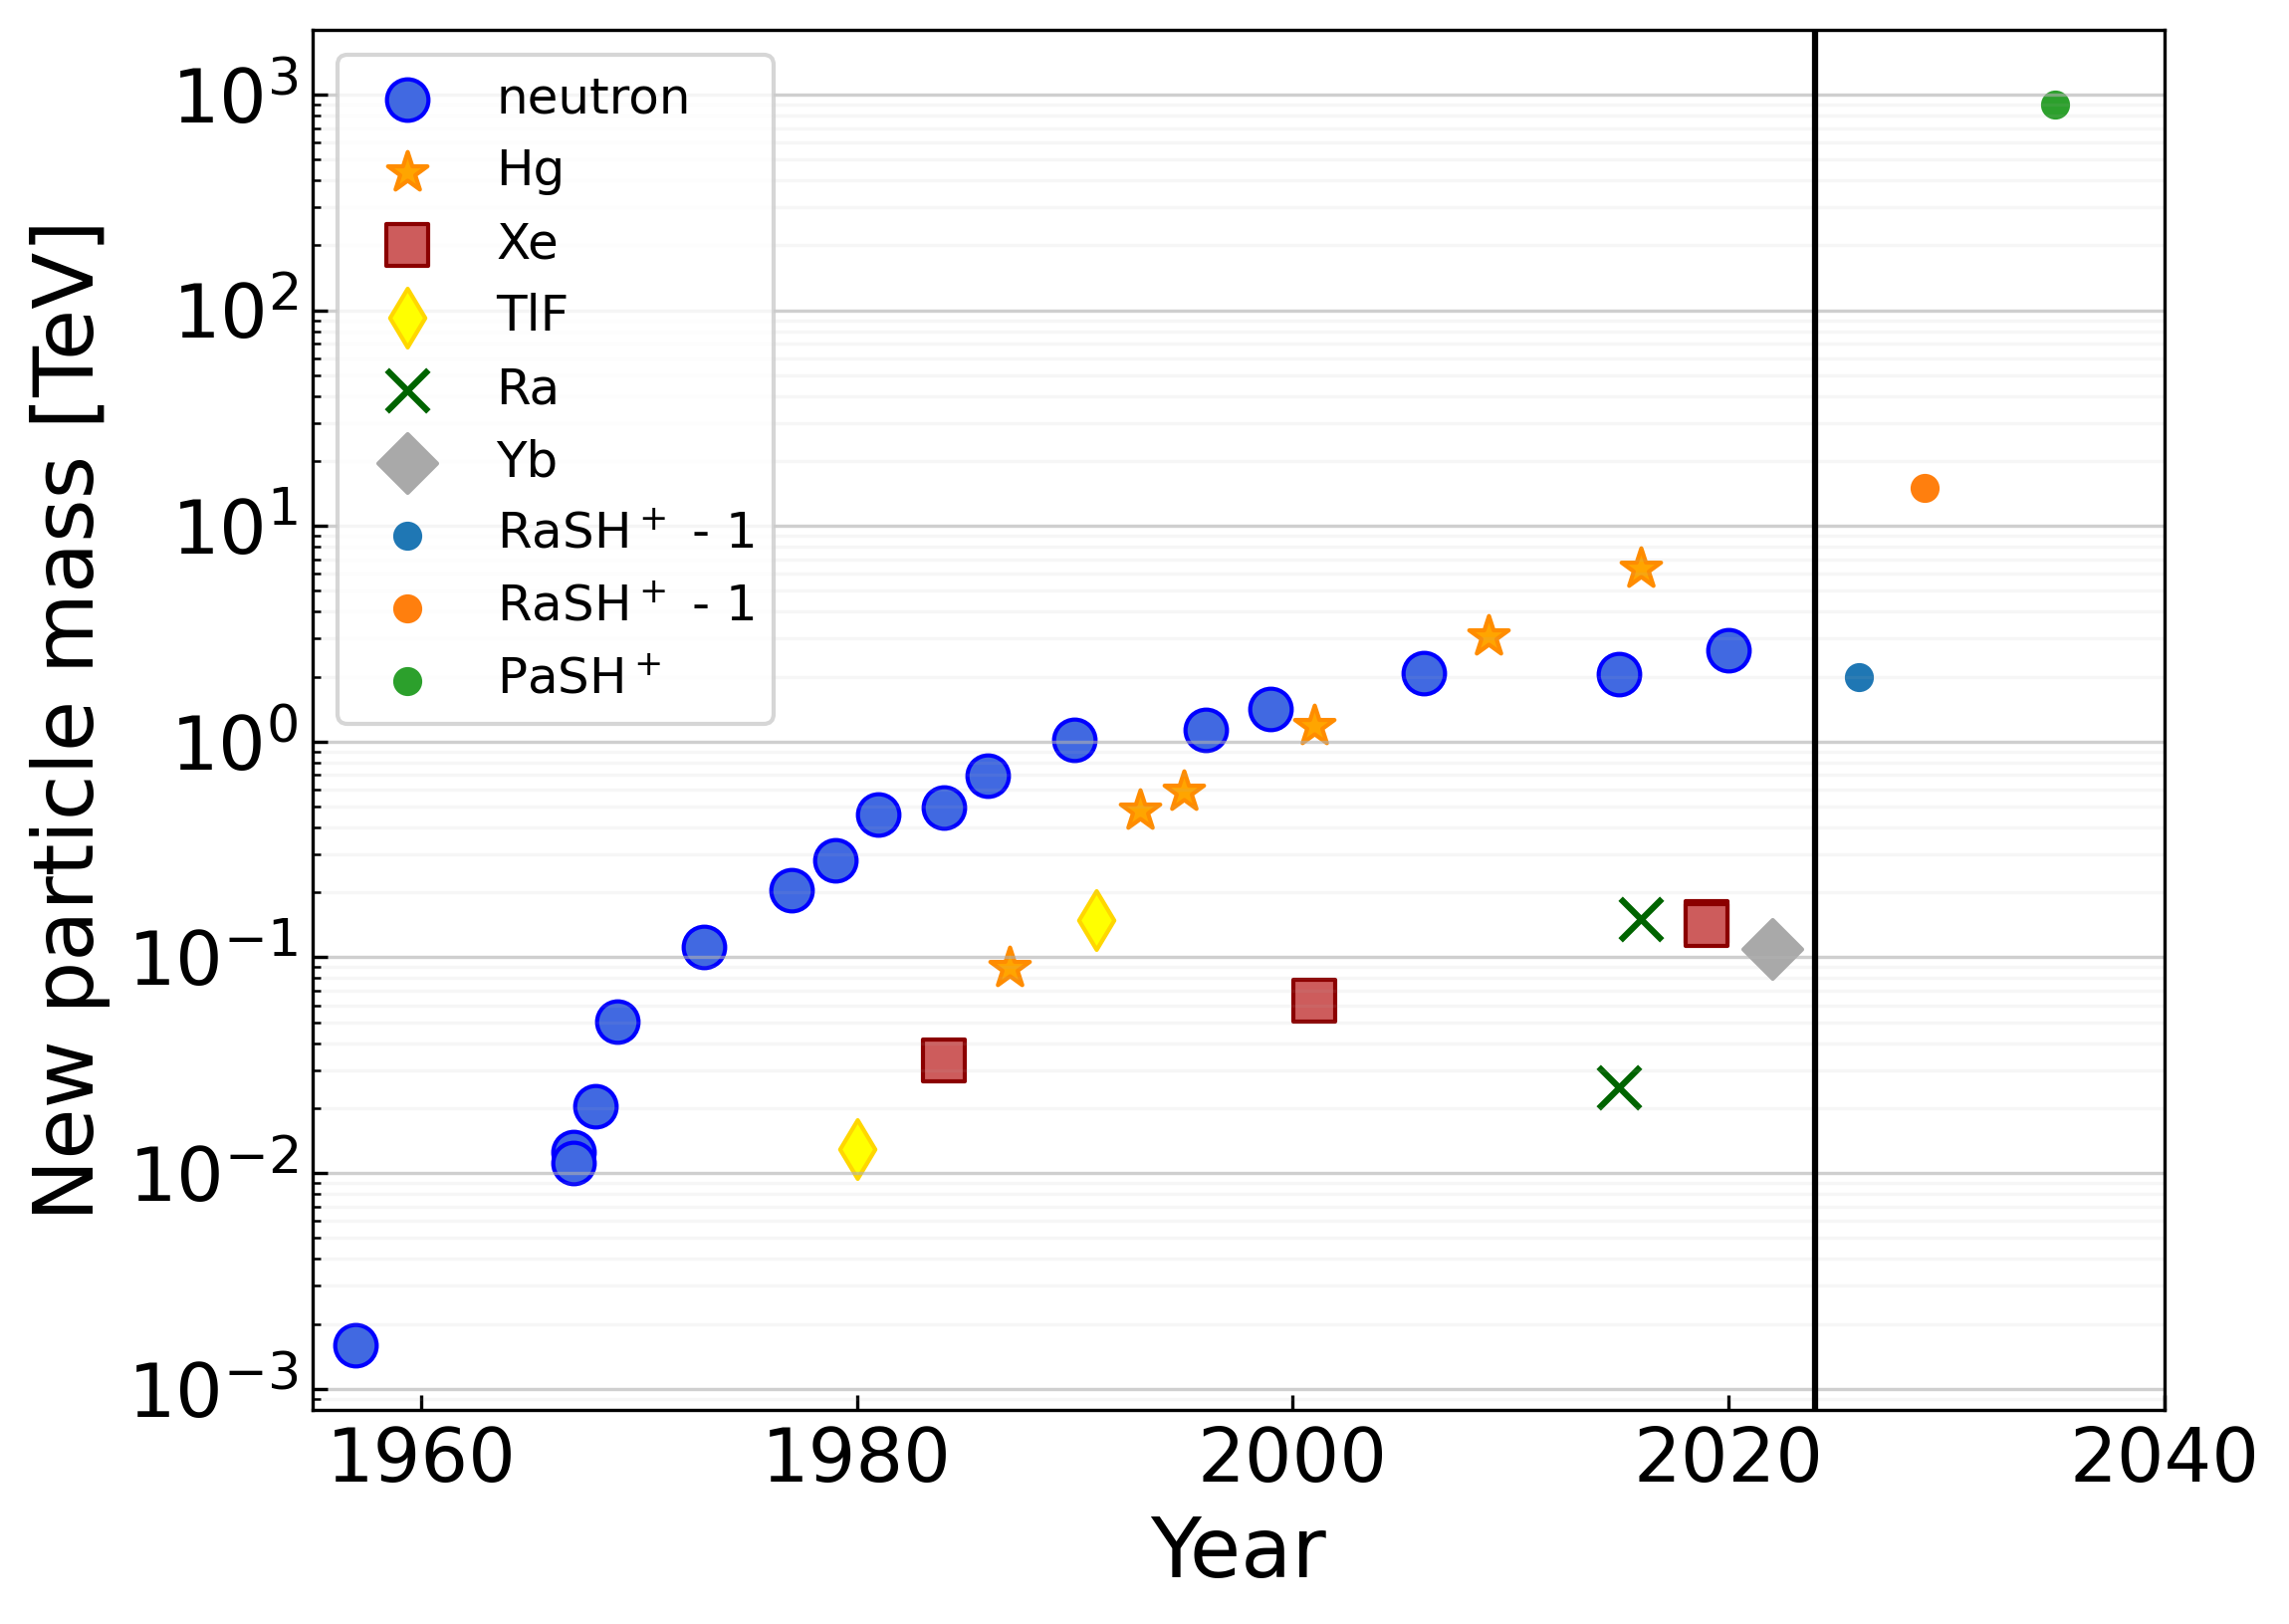 New particle mass [TeV]
10³
10²
10¹
10⁰
10⁻¹
10⁻²
10⁻³
neutron
Hg
Xe
TlF
Ra
Yb
RaSH⁺ - 1
RaSH⁺ - 1
PaSH⁺
1960 1980 2000 2020 2040
Year